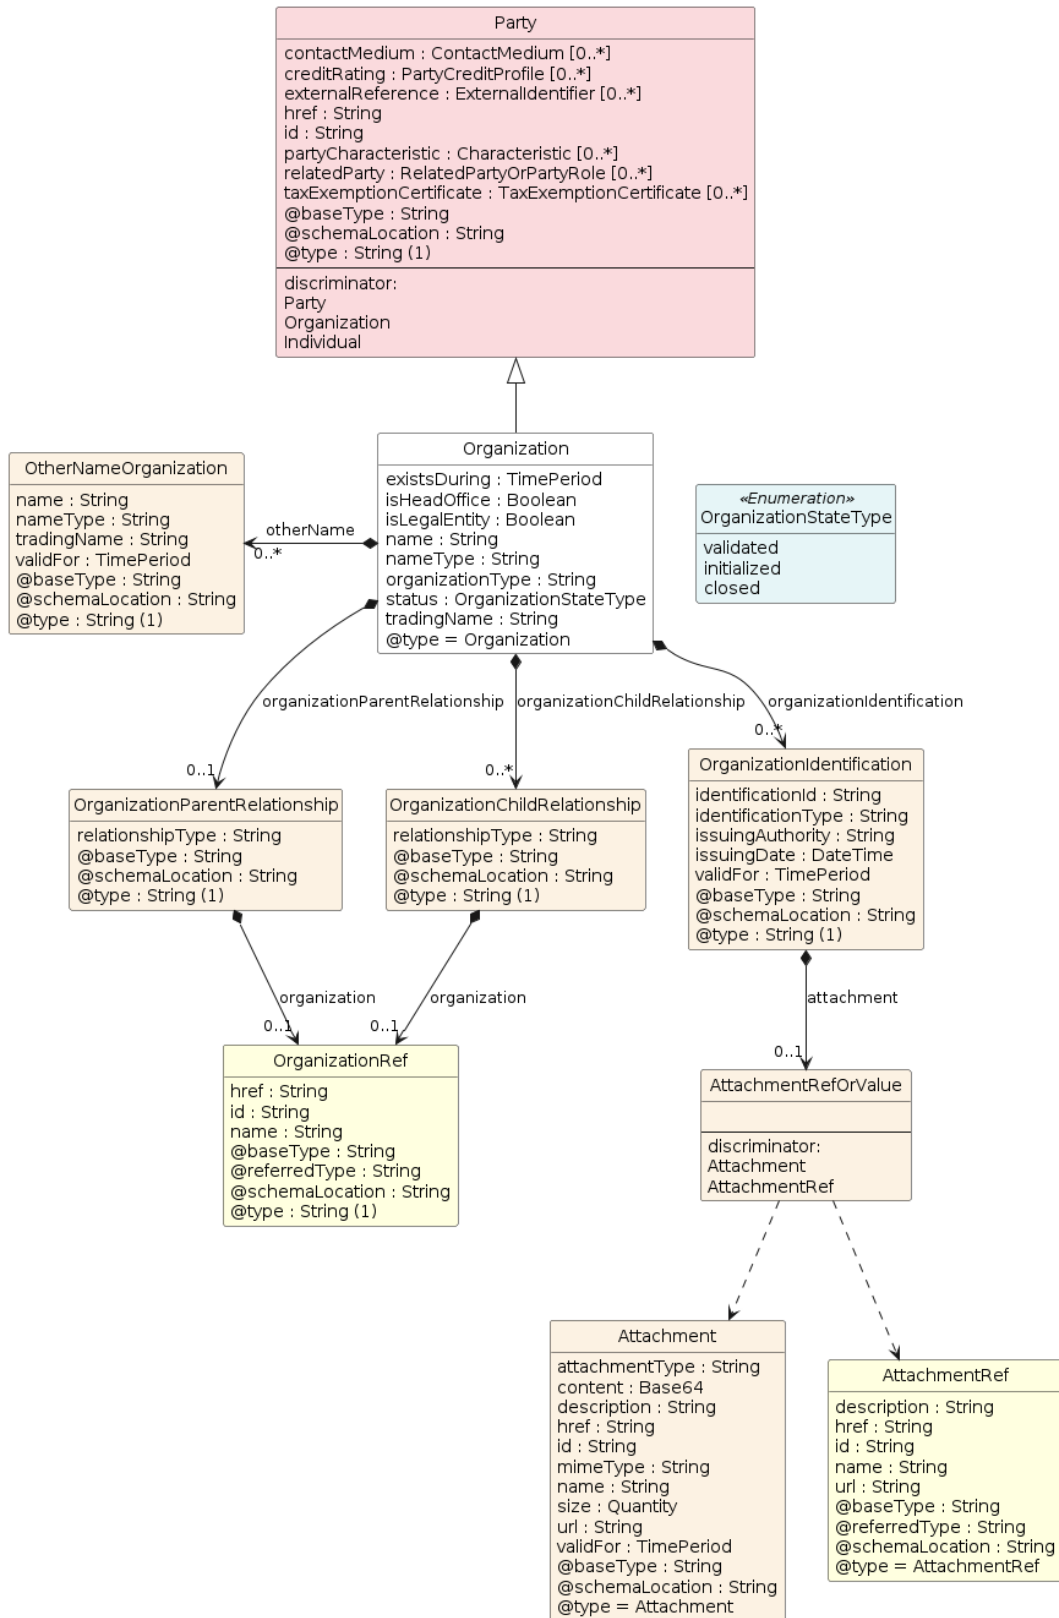 Party
contactMedium : ContactMedium [0..*]
creditRating : PartyCreditProfile [0..*]
externalReference : ExternalIdentifier [0..*]
href : String
id : String
partyCharacteristic : Characteristic [0..*]
relatedParty : RelatedPartyOrPartyRole [0..*]
taxExemptionCertificate : TaxExemptionCertificate [0..*]
@baseType : String
@schemaLocation : String
@type : String (1)
discriminator:
Party
Organization
Individual
OtherNameOrganization
name : String
nameType : String
tradingName : String
validFor : TimePeriod
@baseType : String
@schemaLocation : String
@type : String (1)
otherName
0..*
Organization
existsDuring : TimePeriod
isHeadOffice : Boolean
isLegalEntity : Boolean
name : String
nameType : String
organizationType : String
status : OrganizationStateType
tradingName : String
@type = Organization
«Enumeration»
OrganizationStateType
validated
initialized
closed
organizationParentRelationship
0..1
organizationChildRelationship
0..*
organizationIdentification
0..*
OrganizationParentRelationship
relationshipType : String
@baseType : String
@schemaLocation : String
@type : String (1)
OrganizationChildRelationship
relationshipType : String
@baseType : String
@schemaLocation : String
@type : String (1)
OrganizationIdentification
identificationId : String
identificationType : String
issuingAuthority : String
issuingDate : DateTime
validFor : TimePeriod
@baseType : String
@schemaLocation : String
@type : String (1)
organization
0..1
organization
0..1
attachment
0..1
OrganizationRef
href : String
id : String
name : String
@baseType : String
@referredType : String
@schemaLocation : String
@type : String (1)
AttachmentRefOrValue
discriminator:
Attachment
AttachmentRef
Attachment
attachmentType : String
content : Base64
description : String
href : String
id : String
mimeType : String
name : String
size : Quantity
url : String
validFor : TimePeriod
@baseType : String
@schemaLocation : String
@type = Attachment
AttachmentRef
description : String
href : String
id : String
name : String
url : String
@baseType : String
@referredType : String
@schemaLocation : String
@type = AttachmentRef